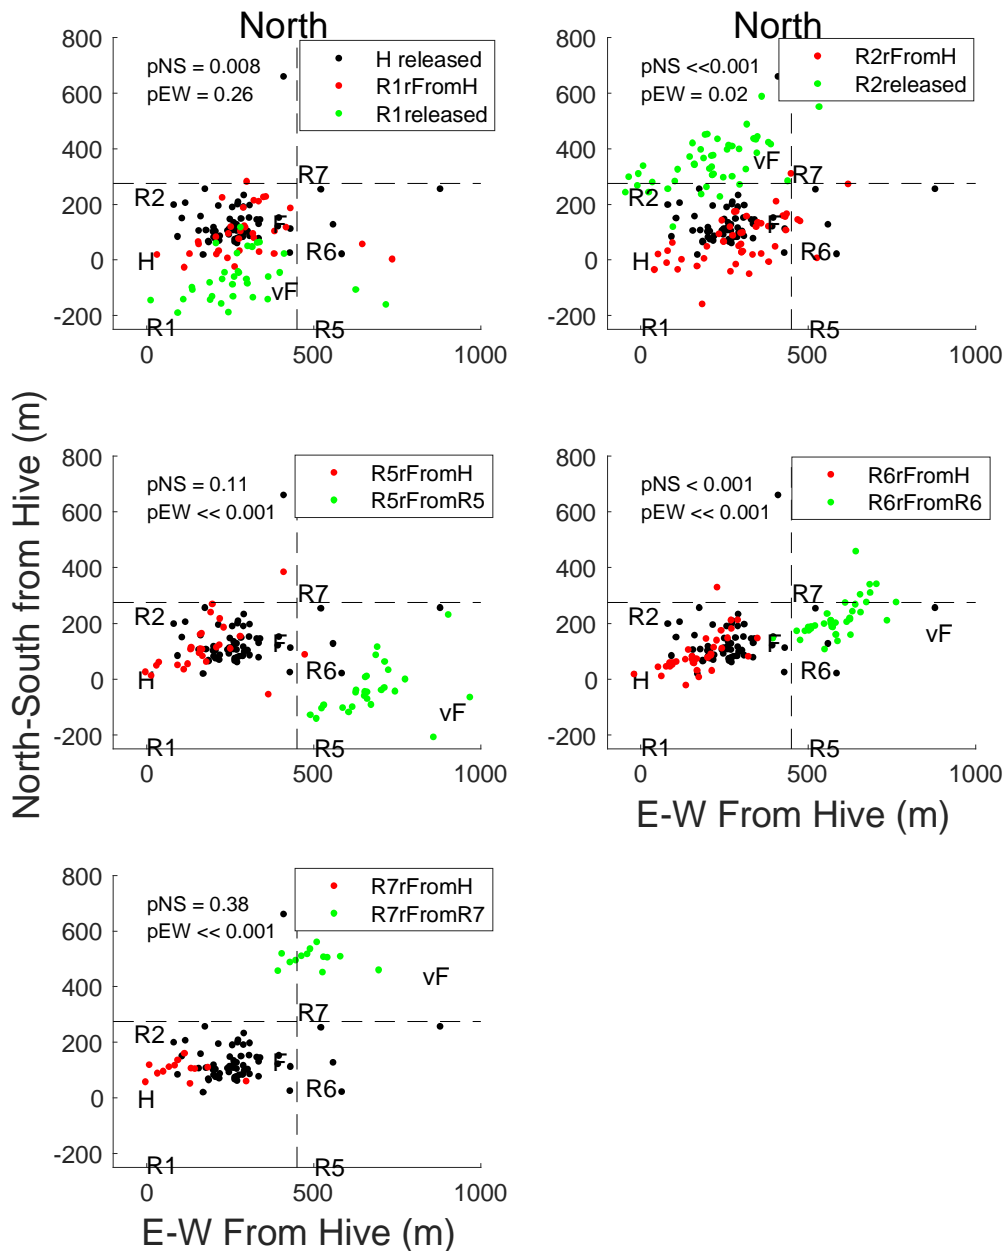 North
800
600
400
200
0
-200
0
500
1000
pNS = 0.008
pEW = 0.26
H released
R1rFromH
R1released
R7
R2
F
R6
H
vF
R1
R5
North
800
600
400
200
0
-200
0
500
1000
pNS <<0.001
pEW = 0.02
R2rFromH
R2released
vF
R7
R2
F
R6
H
R1
R5
North-South from Hive (m)
800
600
400
200
0
-200
0
500
1000
pNS = 0.11
pEW << 0.001
R5rFromH
R5rFromR5
R7
R2
F
R6
H
vF
R1
R5
800
600
400
200
0
-200
0
500
1000
pNS < 0.001
pEW << 0.001
R6rFromH
R6rFromR6
R7
R2
F
vF
R6
H
R1
R5
E-W From Hive (m)
800
600
400
200
0
-200
0
500
1000
pNS = 0.38
pEW << 0.001
R7rFromH
R7rFromR7
vF
R7
R2
F
R6
H
R1
R5
E-W From Hive (m)